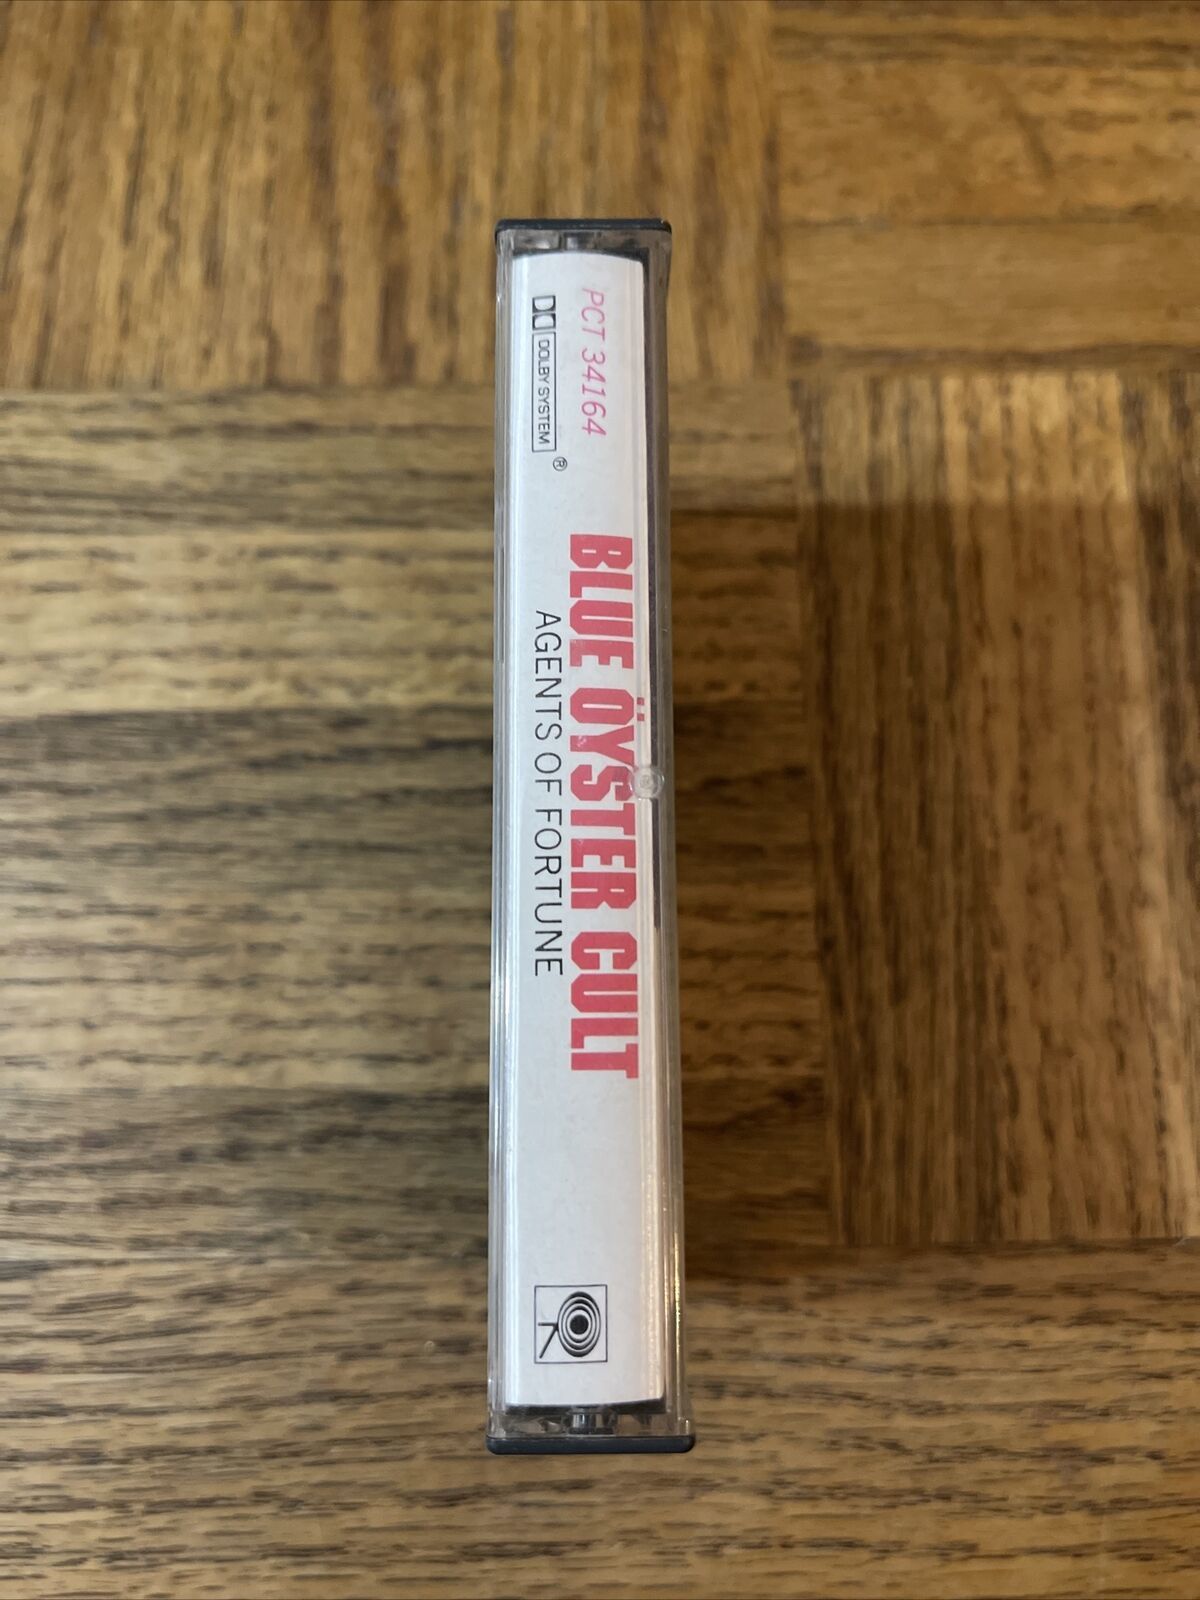 PCT 34164
DOLBY SYSTEM ®
BLUE ÖYSTER CULT
AGENTS OF FORTUNE